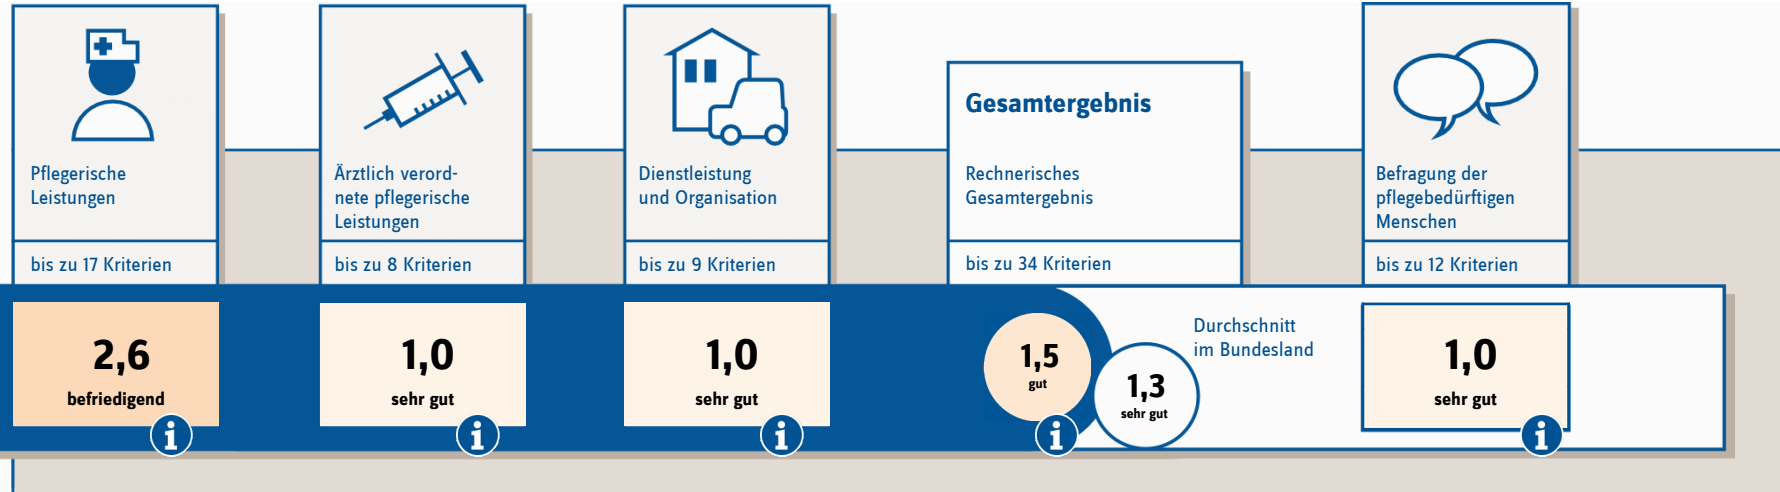 Pflegerische
Leistungen
bis zu 17 Kriterien
2,6
befriedigend
i
Ärztlich verord-
nete pflegerische
Leistungen
bis zu 8 Kriterien
1,0
sehr gut
i
Dienstleistung
und Organisation
bis zu 9 Kriterien
1,0
sehr gut
i
Gesamtergebnis
Rechnerisches
Gesamtergebnis
bis zu 34 Kriterien
1,5
gut
i
1,3
sehr gut
Durchschnitt
im Bundesland
Befragung der
pflegebedürftigen
Menschen
bis zu 12 Kriterien
1,0
sehr gut
i